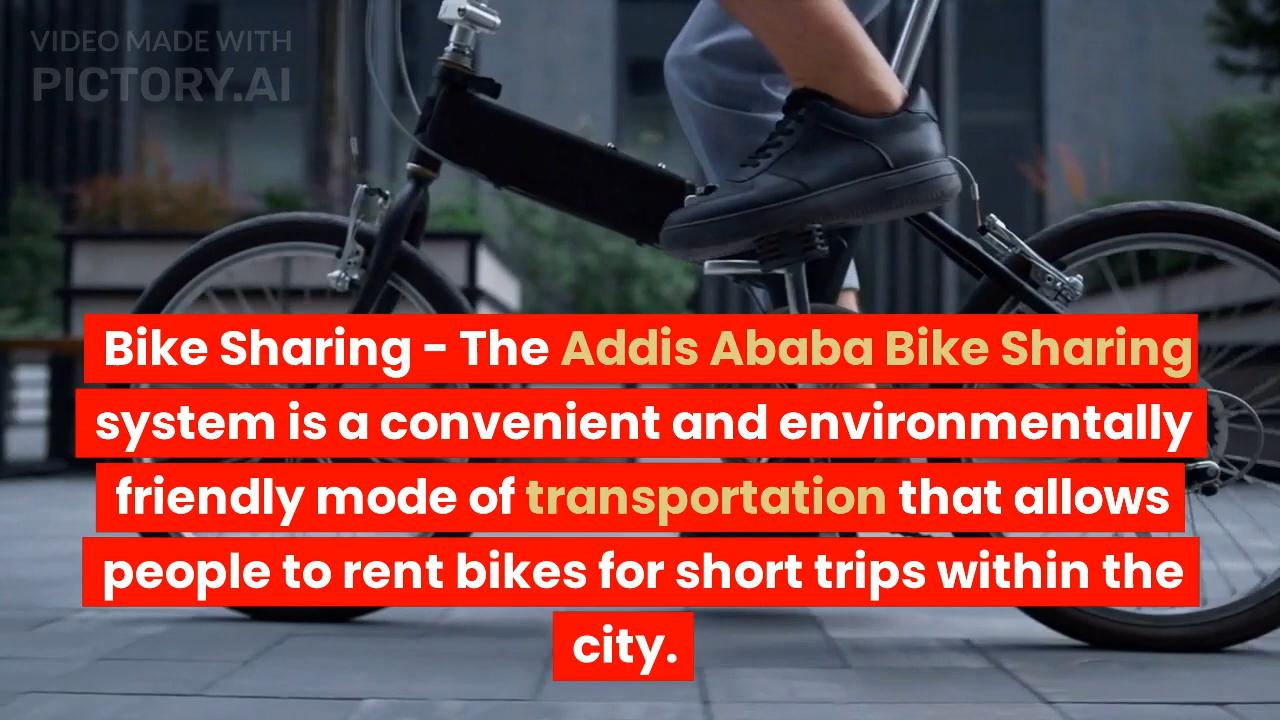 VIDEO MADE WITH
PICTORY.AI
Bike Sharing - The Addis Ababa Bike Sharing
system is a convenient and environmentally
friendly mode of transportation that allows
people to rent bikes for short trips within the
city.